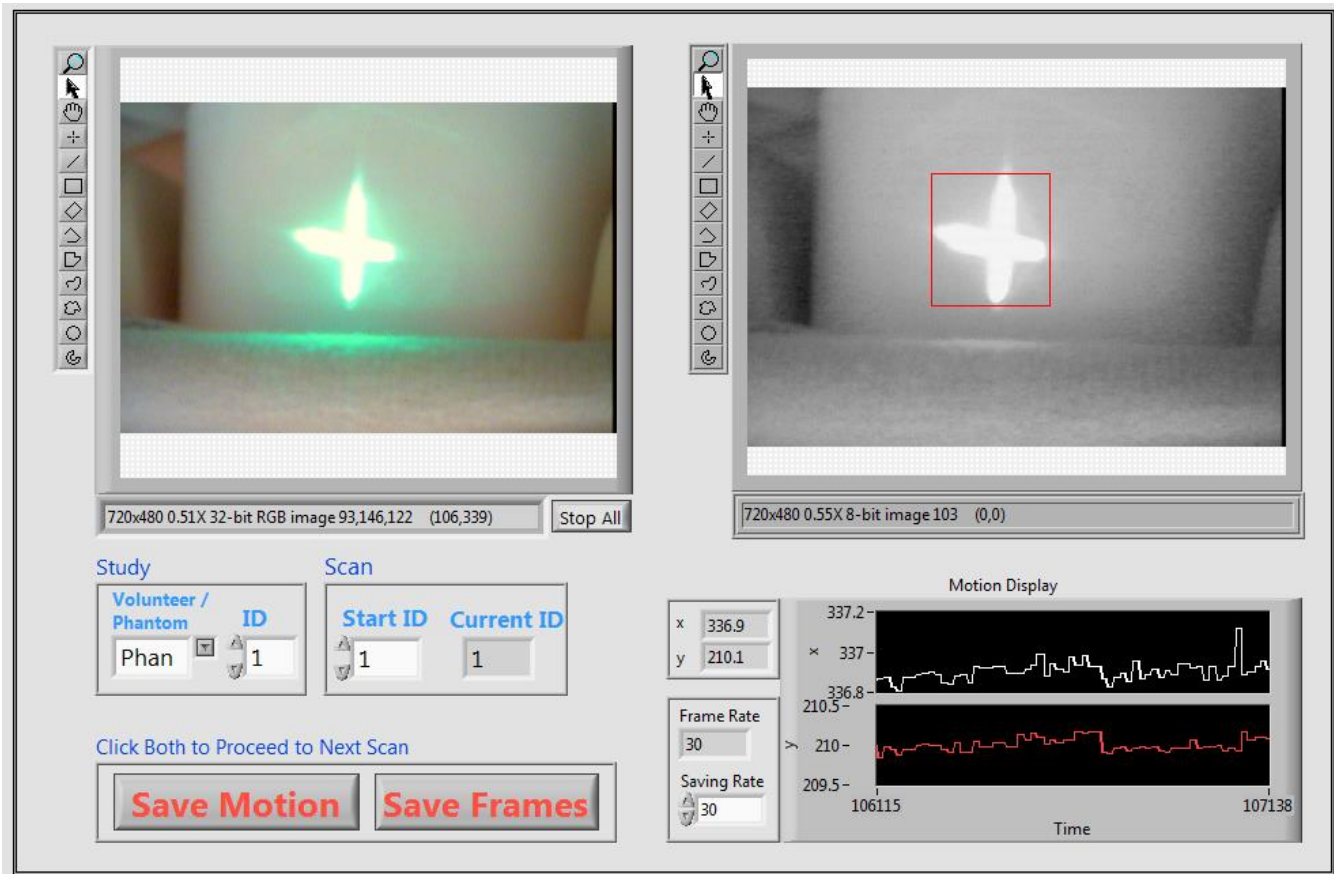 720x480 0.51X 32-bit RGB image 93,146,122 (106,339)
Stop All
720x480 0.55X 8-bit image 103 (0,0)
Study
Volunteer /
Phantom
ID
Phan
1
Scan
Start ID
Current ID
1
1
Click Both to Proceed to Next Scan
Save Motion
Save Frames
x 336.9
y 210.1
Frame Rate
30
Saving Rate
30
Motion Display
337.2
x
337
336.8
210.5
y
210
209.5
106115
107138
Time